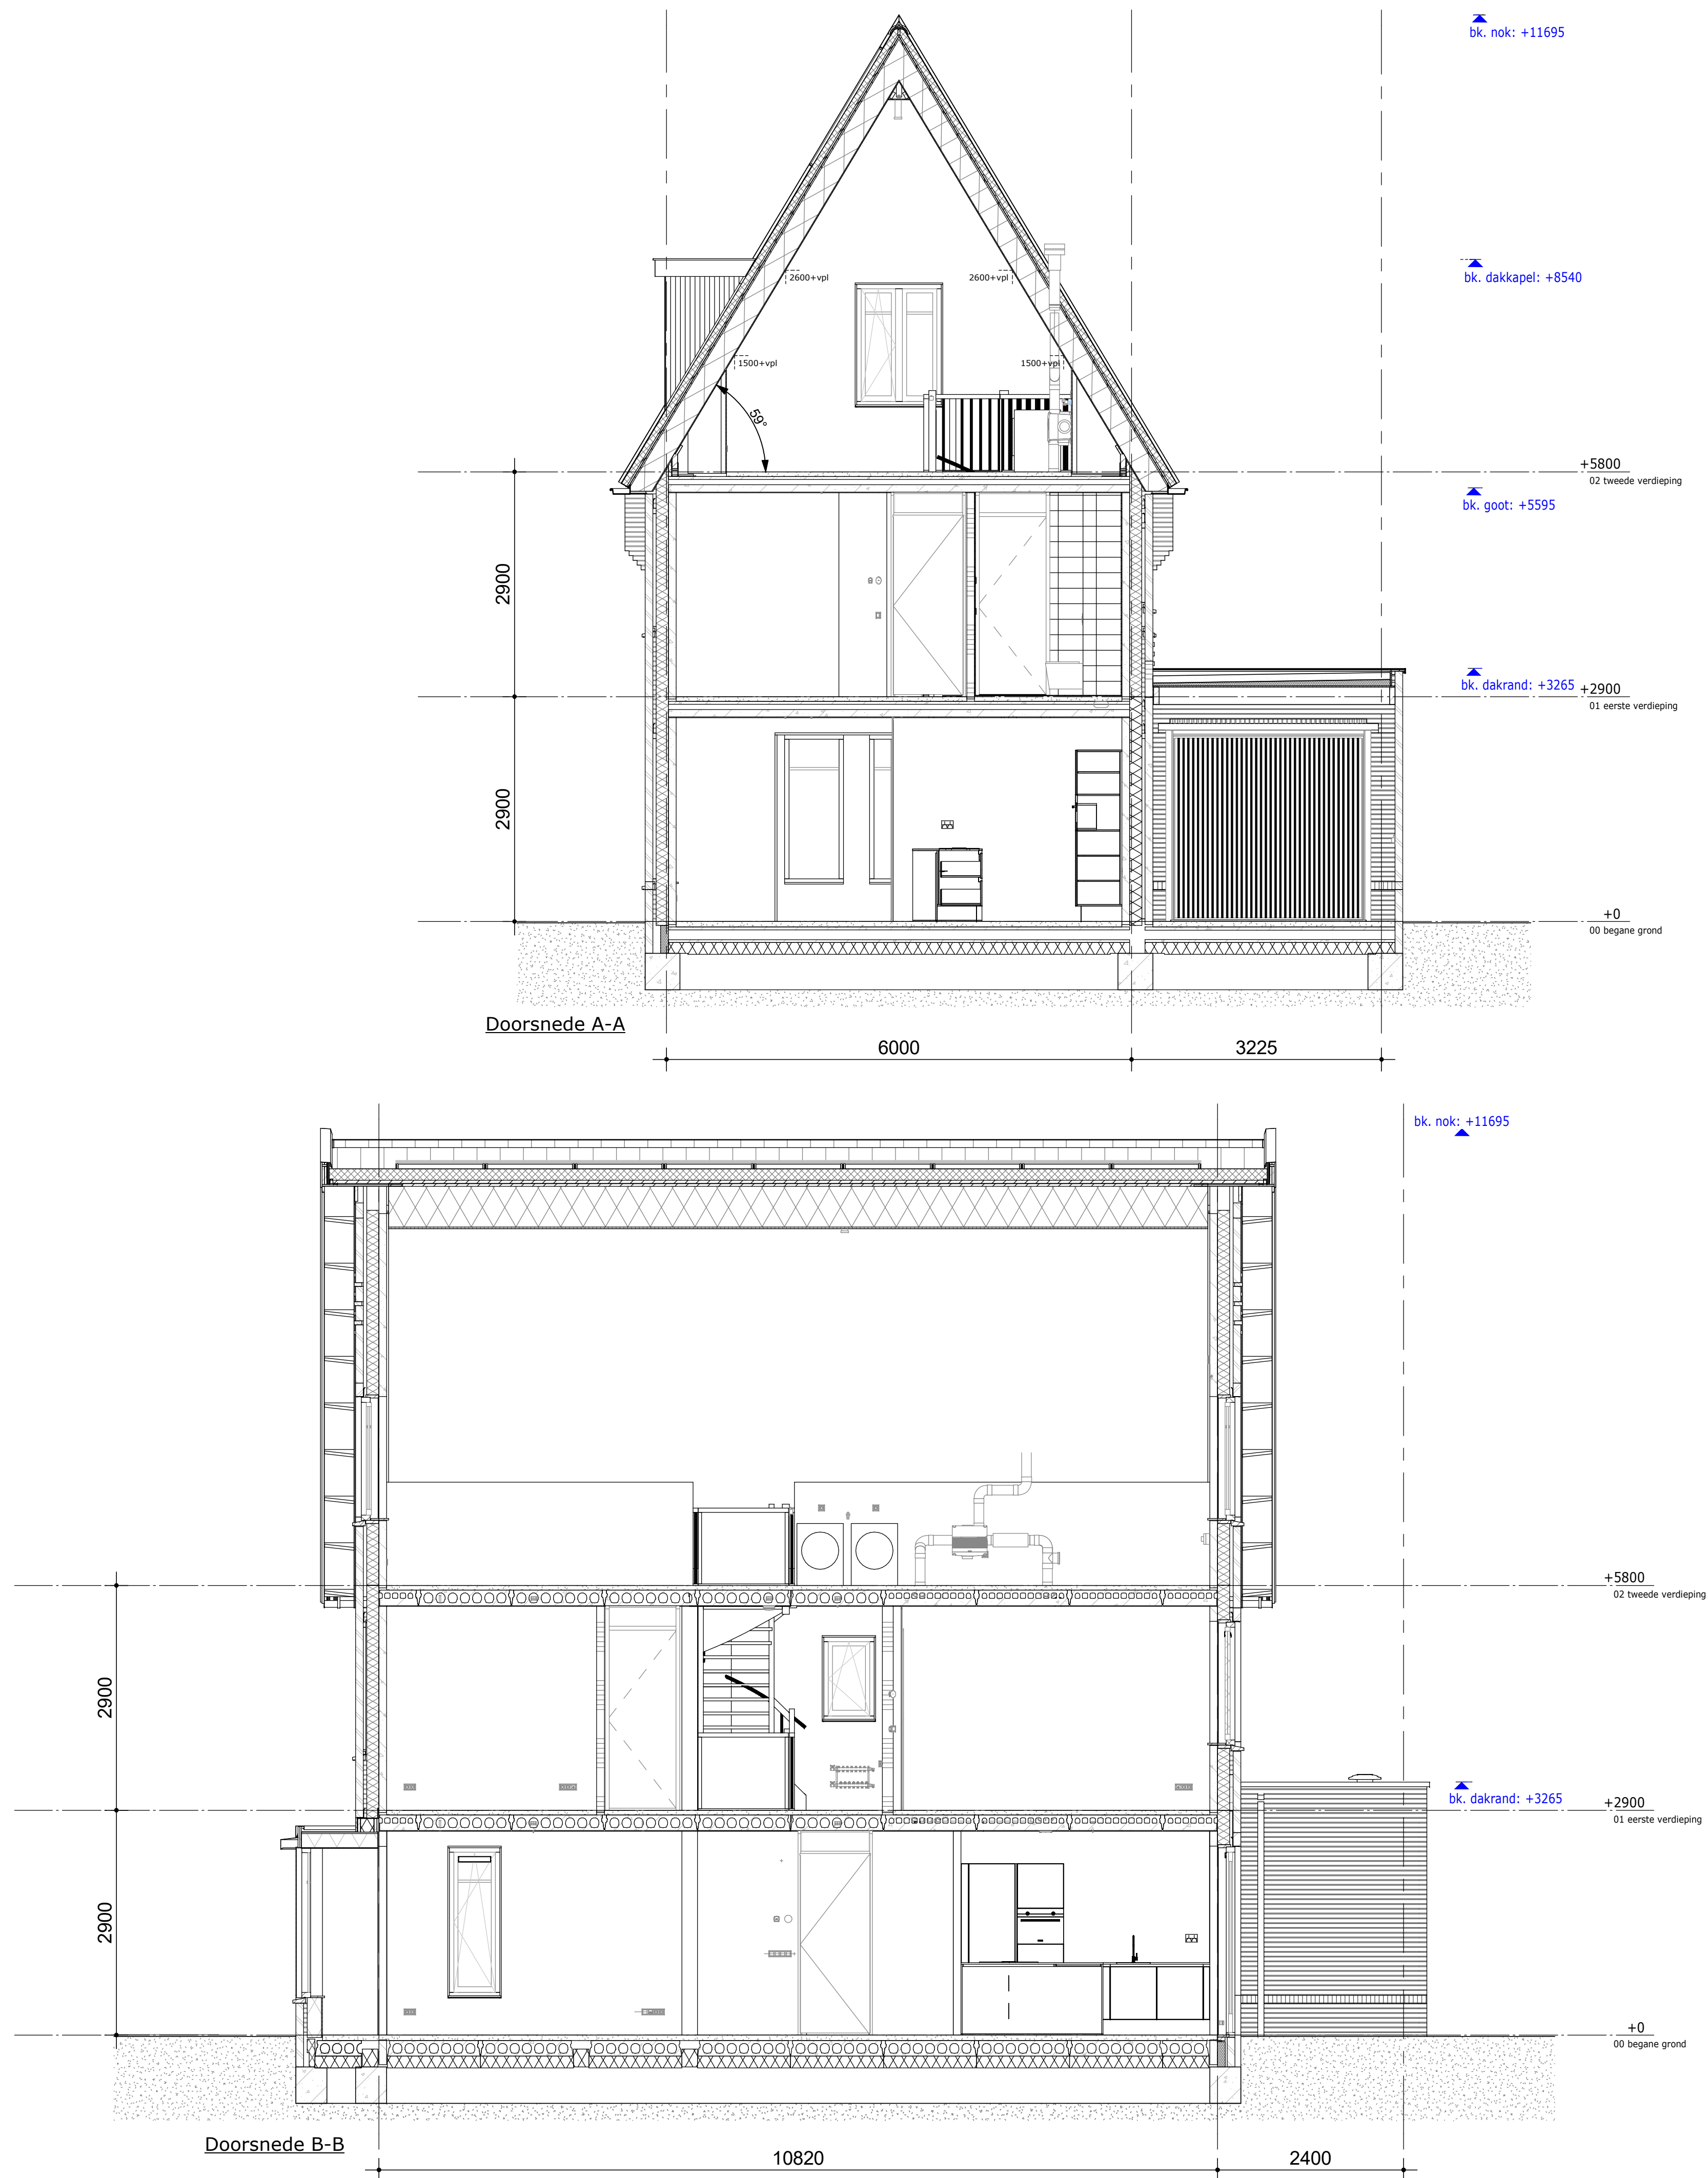 bk. nok: +11695
2600+vpl
2600+vpl
bk. dakkapel: +8540
1500+vpl
1500+vpl
59°
+5800
02 tweede verdieping
bk. goot: +5595
2900
bk. dakrand: +3265
+2900
01 eerste verdieping
2900
+0
00 begane grond
Doorsnede A-A
6000
3225
bk. nok: +11695
+5800
02 tweede verdieping
2900
bk. dakrand: +3265
+2900
01 eerste verdieping
2900
+0
00 begane grond
Doorsnede B-B
10820
2400